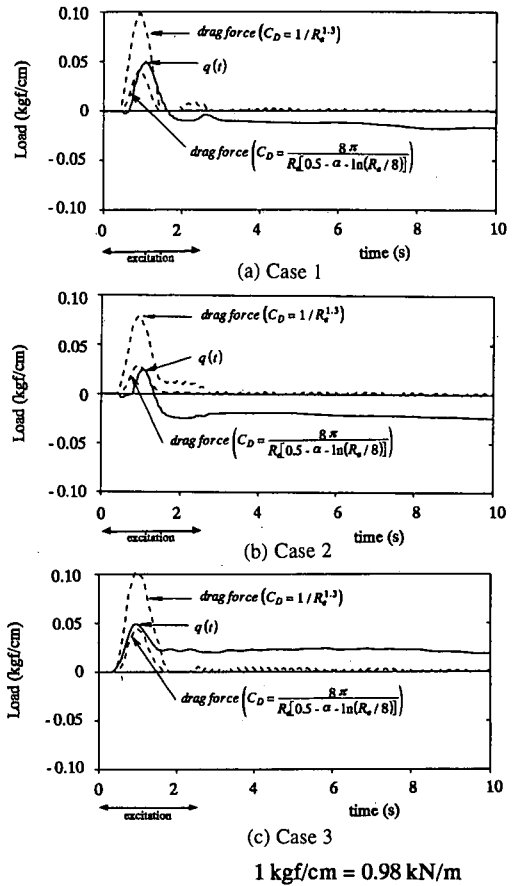 0.10
drag force (C_D = 1/R_e^1.3)
q(t)
0.05
Load (kgf/cm)
0
-0.05
drag force (C_D = 8π / R_e[0.5 - α - ln(R_e/8)])
-0.10
0 2 4 6 8 10
excitation
time (s)
(a) Case 1
0.10
drag force (C_D = 1/R_e^1.3)
0.05
q(t)
Load (kgf/cm)
0
-0.05
drag force (C_D = 8π / R_e[0.5 - α - ln(R_e/8)])
-0.10
0 2 4 6 8 10
excitation
time (s)
(b) Case 2
0.10
drag force (C_D = 1/R_e^1.3)
0.05
q(t)
Load (kgf/cm)
0
drag force (C_D = 8π / R_e[0.5 - α - ln(R_e/8)])
-0.05
-0.10
0 2 4 6 8 10
excitation
time (s)
(c) Case 3
1 kgf/cm = 0.98 kN/m